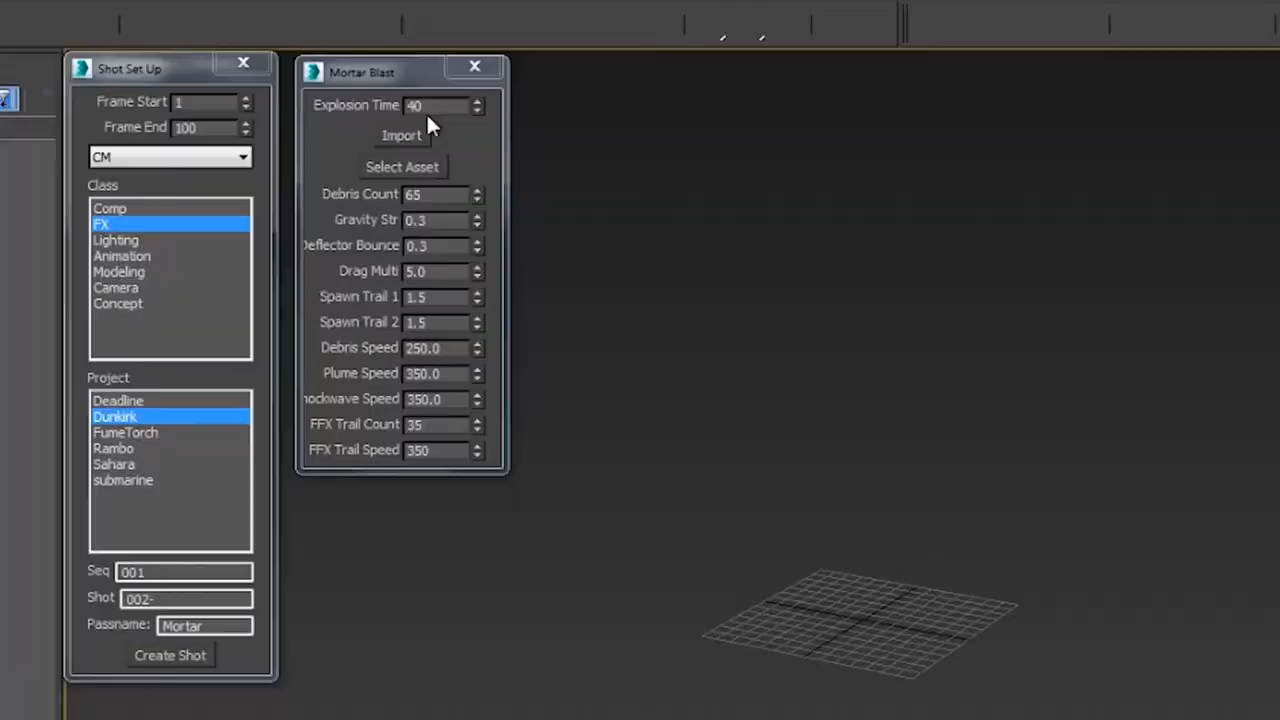 Shot Set Up
Frame Start 1
Frame End 100
CM
Class
Comp
FX
Lighting
Animation
Modeling
Camera
Concept
Project
Deadline
Dunkirk
FumeTorch
Rambo
Sahara
submarine
Seq 001
Shot 002-
Passname: Mortar
Create Shot
Mortar Blast
Explosion Time 40
Import
Select Asset
Debris Count 65
Gravity Str 0.3
Deflector Bounce 0.3
Drag Multi 5.0
Spawn Trail 1 1.5
Spawn Trail 2 1.5
Debris Speed 250.0
Plume Speed 350.0
hockwave Speed 350.0
FFX Trail Count 35
FFX Trail Speed 350